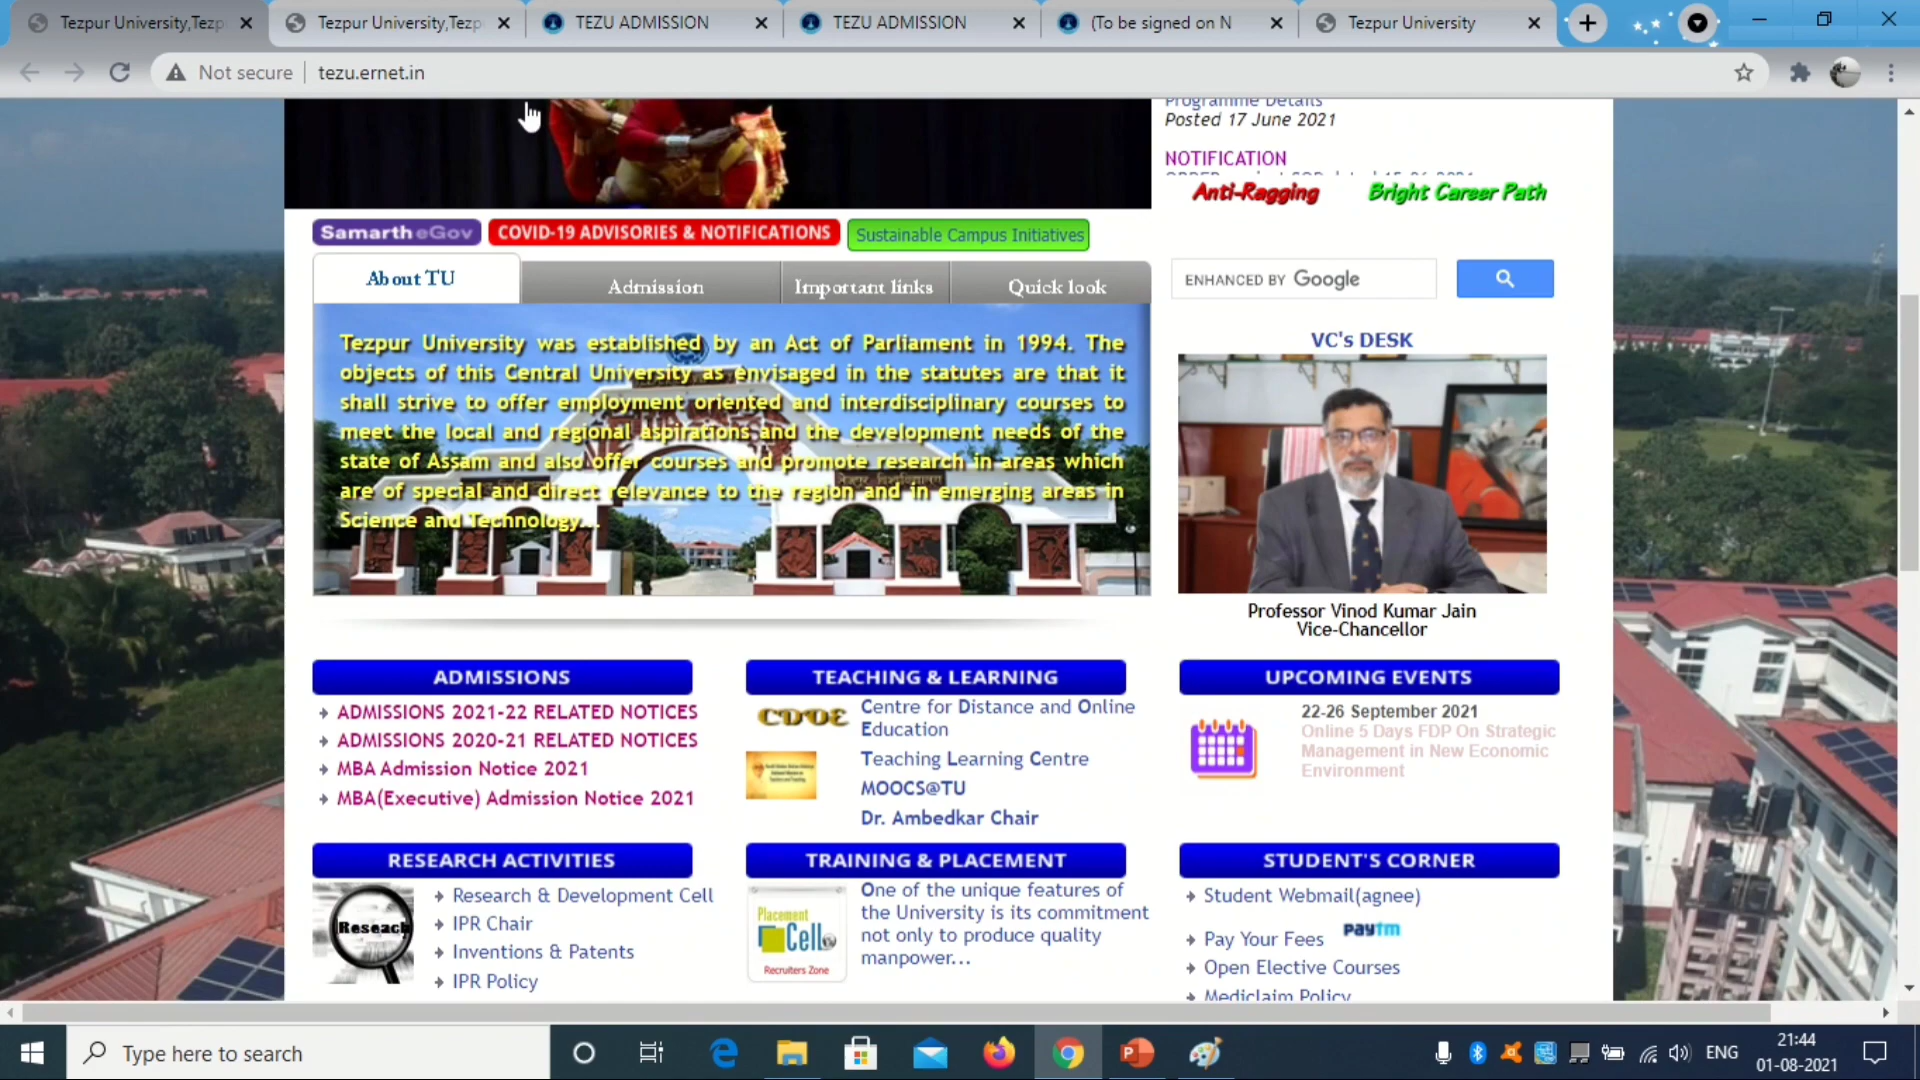 Tezpur University,Tezp
Tezpur University,Tezp
TEZU ADMISSION
TEZU ADMISSION
(To be signed on N
Tezpur University
Not secure
tezu.ernet.in
Programme Details
Posted 17 June 2021
NOTIFICATION
Anti-Ragging
Bright Career Path
Samarth eGov
COVID-19 ADVISORIES & NOTIFICATIONS
Sustainable Campus Initiatives
About TU
Admission
Important links
Quick look
ENHANCED BY Google
Tezpur University was established by an Act of Parliament in 1994. The
objects of this Central University as envisaged in the statutes are that it
shall strive to offer employment oriented and interdisciplinary courses to
meet the local and regional aspirations and the development needs of the
state of Assam and also offer courses and promote research in areas which
are of special and direct relevance to the region and in emerging areas in
Science and Technology...
VC's DESK
Professor Vinod Kumar Jain
Vice-Chancellor
ADMISSIONS
ADMISSIONS 2021-22 RELATED NOTICES
ADMISSIONS 2020-21 RELATED NOTICES
MBA Admission Notice 2021
MBA(Executive) Admission Notice 2021
TEACHING & LEARNING
CDOE
Centre for Distance and Online
Education
Teaching Learning Centre
MOOCS@TU
Dr. Ambedkar Chair
UPCOMING EVENTS
22-26 September 2021
Online 5 Days FDP On Strategic
Management in New Economic
Environment
RESEARCH ACTIVITIES
Reseach
Research & Development Cell
IPR Chair
Inventions & Patents
IPR Policy
TRAINING & PLACEMENT
Placement
Cell
Recruiters Zone
One of the unique features of
the University is its commitment
not only to produce quality
manpower...
STUDENT'S CORNER
Student Webmail(agnee)
Pay Your Fees
paytm
Open Elective Courses
Mediclaim Policy
Type here to search
ENG
21:44
01-08-2021